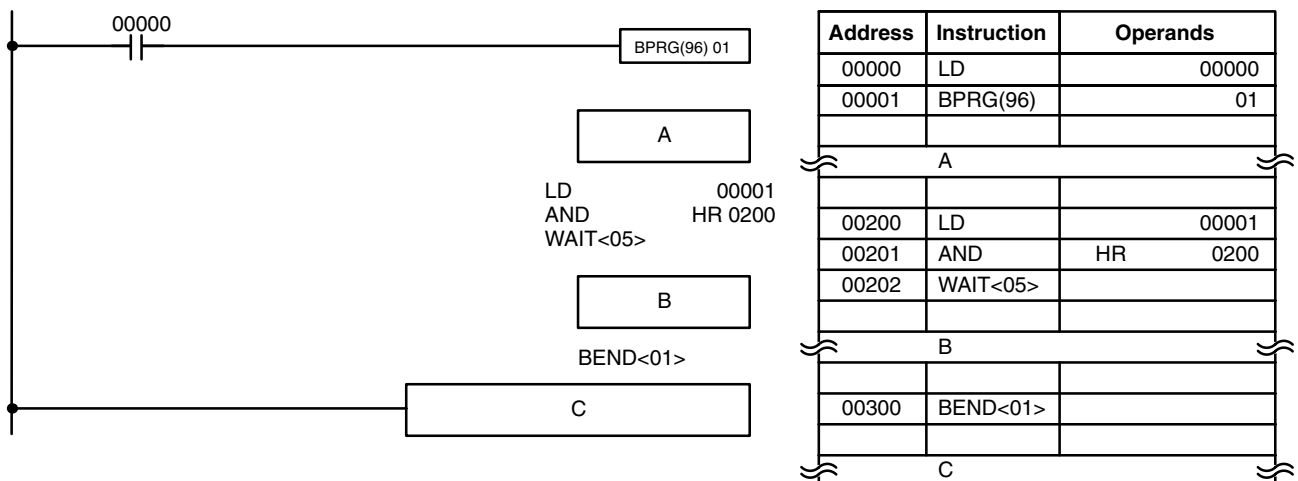 00000
BPRG(96) 01
A
LD 00001
AND HR 0200
WAIT<05>
B
BEND<01>
C
Address Instruction Operands
00000 LD 00000
00001 BPRG(96) 01
A
00200 LD 00001
00201 AND HR 0200
00202 WAIT<05>
B
00300 BEND<01>
C